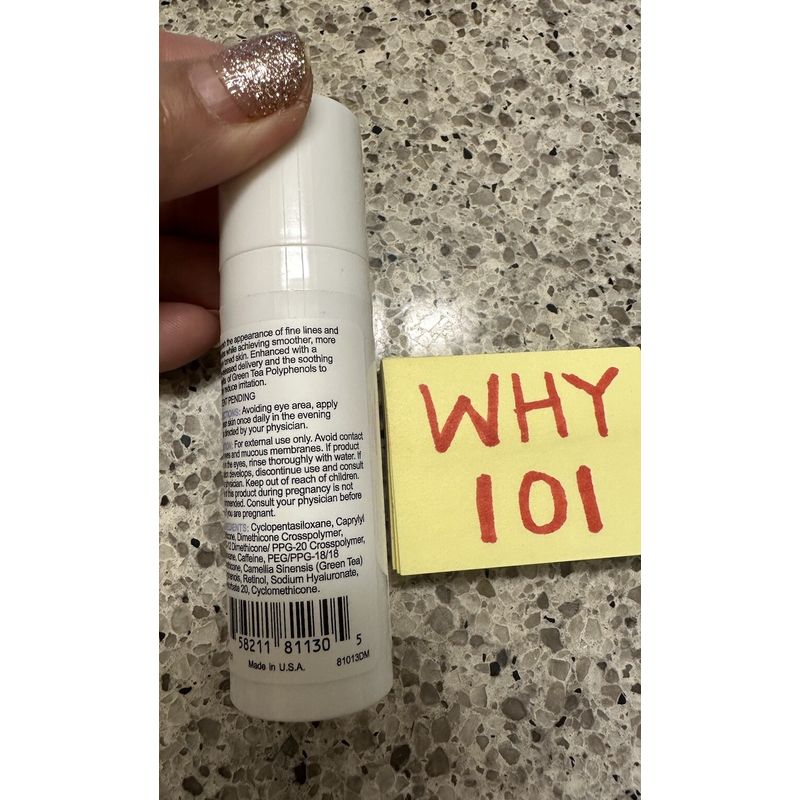 the appearance of fine lines and
while achieving smoother, more
toned skin. Enhanced with a
delivery and the soothing
of Green Tea Polyphenols to
reduce irritation.
PENDING
Avoiding eye area, apply
skin once daily in the evening
directed by your physician.
For external use only. Avoid contact
eyes and mucous membranes. If product
the eyes, rinse thoroughly with water. If
develops, discontinue use and consult
physician. Keep out of reach of children.
this product during pregnancy is not
Consult your physician before
you are pregnant.
Cyclopentasiloxane, Caprylyl
Dimethicone Crosspolymer,
Dimethicone/ PPG-20 Crosspolymer,
Caffeine, PEG/PPG-18/18
Camellia Sinensis (Green Tea)
Retinol, Sodium Hyaluronate,
20, Cyclomethicone.
58211 81130 5
Made in U.S.A. 81013DM
WHY
101